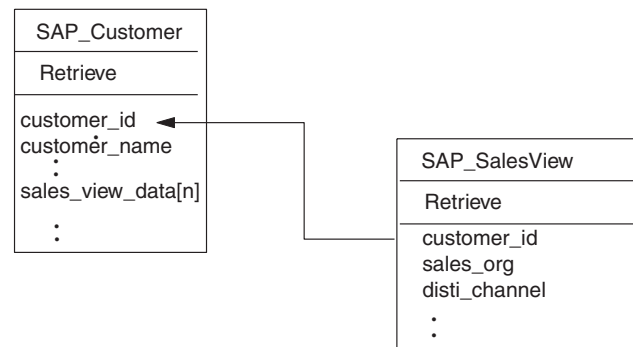 SAP_Customer
Retrieve
customer_id
customer_name
sales_view_data[n]
SAP_SalesView
Retrieve
customer_id
sales_org
disti_channel